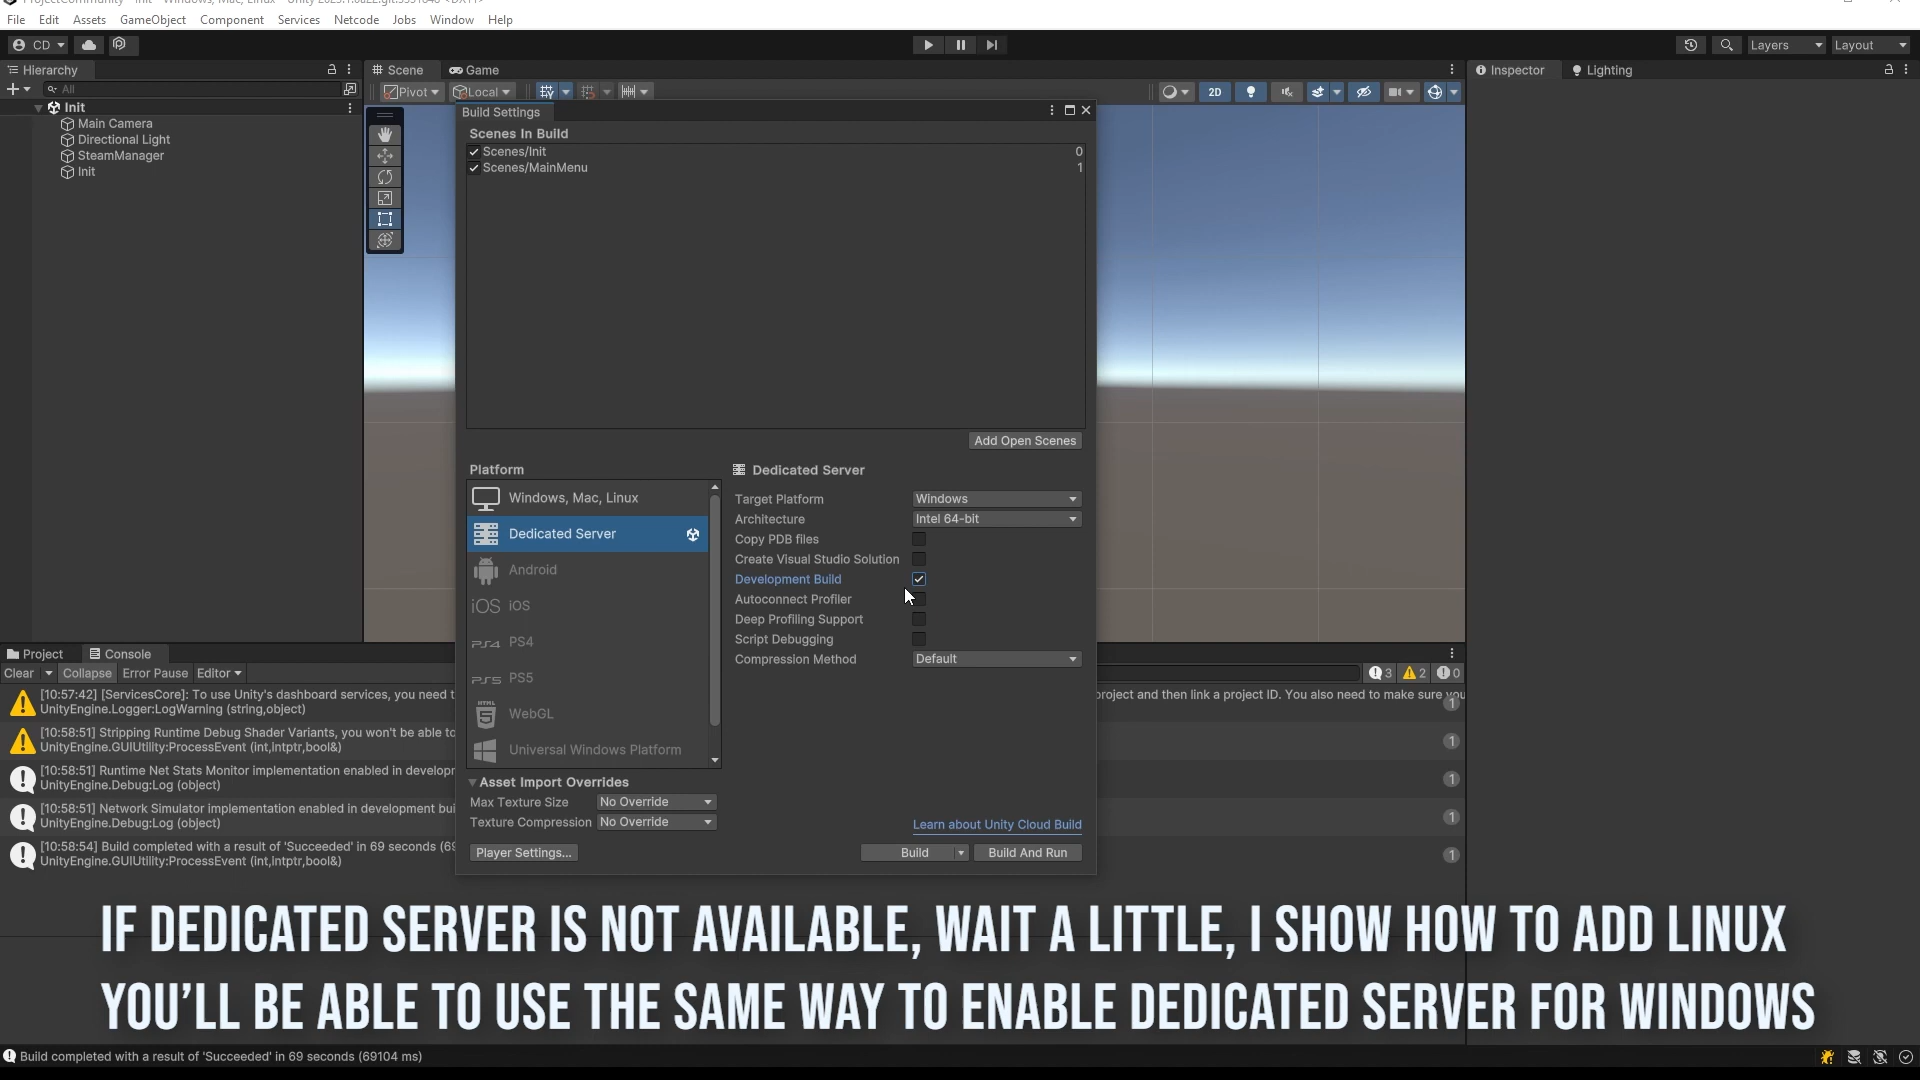 File Edit Assets GameObject Component Services Netcode Jobs Window Help
CD
Layers
Layout
Hierarchy
All
Init
Main Camera
Directional Light
SteamManager
Init
Scene
Game
Pivot
Local
2D
Inspector
Lighting
Build Settings
Scenes In Build
Scenes/Init 0
Scenes/MainMenu 1
Add Open Scenes
Platform
Windows, Mac, Linux
Dedicated Server
Android
iOS iOS
PS4 PS4
PS5 PS5
HTML 5 WebGL
Universal Windows Platform
Dedicated Server
Target Platform Windows
Architecture Intel 64-bit
Copy PDB files
Create Visual Studio Solution
Development Build
Autoconnect Profiler
Deep Profiling Support
Script Debugging
Compression Method Default
Asset Import Overrides
Max Texture Size No Override
Texture Compression No Override
Learn about Unity Cloud Build
Player Settings...
Build
Build And Run
Project
Console
Clear
Collapse
Error Pause
Editor
3
2
0
[10:57:42] [ServicesCore]: To use Unity's dashboard services, you need t
project and then link a project ID. You also need to make sure you
UnityEngine.Logger:LogWarning (string,object)
1
[10:58:51] Stripping Runtime Debug Shader Variants, you won't be able to
UnityEngine.GUIUtility:ProcessEvent (int,intptr,bool&)
1
[10:58:51] Runtime Net Stats Monitor implementation enabled in develop
UnityEngine.Debug:Log (object)
1
[10:58:51] Network Simulator implementation enabled in development bui
UnityEngine.Debug:Log (object)
1
[10:58:54] Build completed with a result of 'Succeeded' in 69 seconds (69
UnityEngine.GUIUtility:ProcessEvent (int,intptr,bool&)
1
IF DEDICATED SERVER IS NOT AVAILABLE, WAIT A LITTLE, I SHOW HOW TO ADD LINUX
YOU'LL BE ABLE TO USE THE SAME WAY TO ENABLE DEDICATED SERVER FOR WINDOWS
Build completed with a result of 'Succeeded' in 69 seconds (69104 ms)